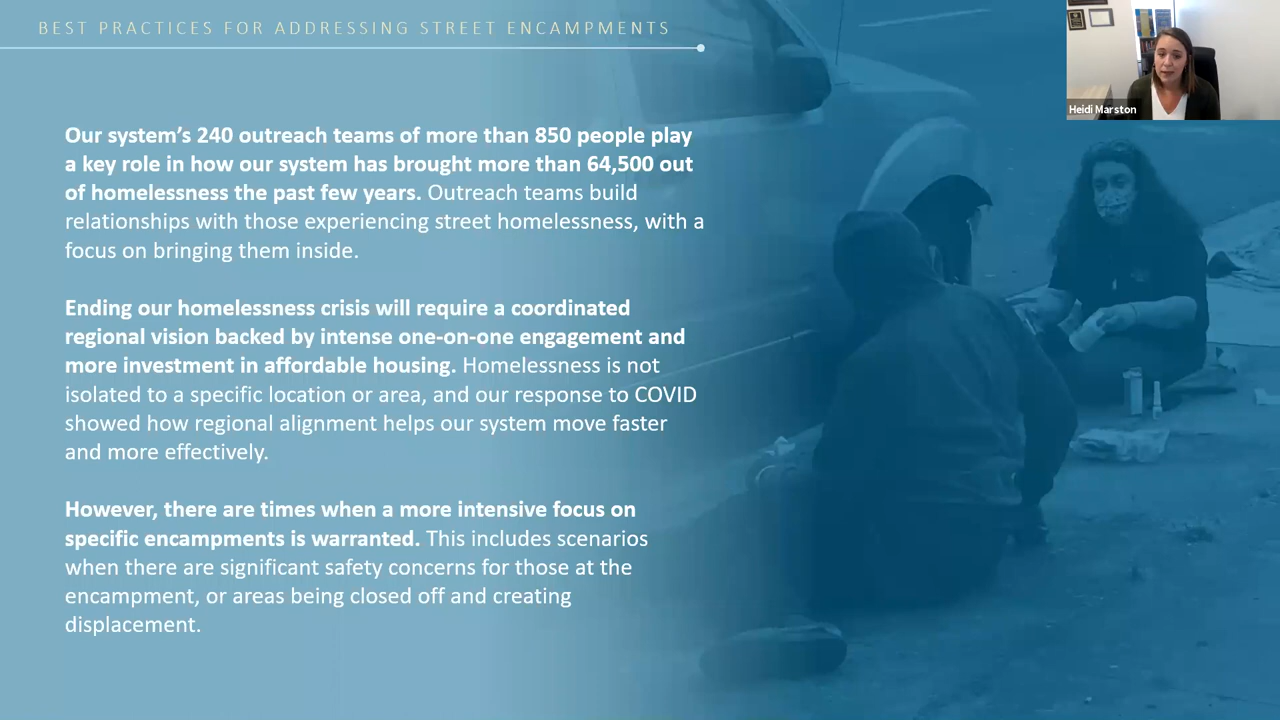 BEST PRACTICES FOR ADDRESSING STREET ENCAMPMENTS
Heidi Marston
Our system’s 240 outreach teams of more than 850 people play
a key role in how our system has brought more than 64,500 out
of homelessness the past few years. Outreach teams build
relationships with those experiencing street homelessness, with a
focus on bringing them inside.
Ending our homelessness crisis will require a coordinated
regional vision backed by intense one-on-one engagement and
more investment in affordable housing. Homelessness is not
isolated to a specific location or area, and our response to COVID
showed how regional alignment helps our system move faster
and more effectively.
However, there are times when a more intensive focus on
specific encampments is warranted. This includes scenarios
when there are significant safety concerns for those at the
encampment, or areas being closed off and creating
displacement.